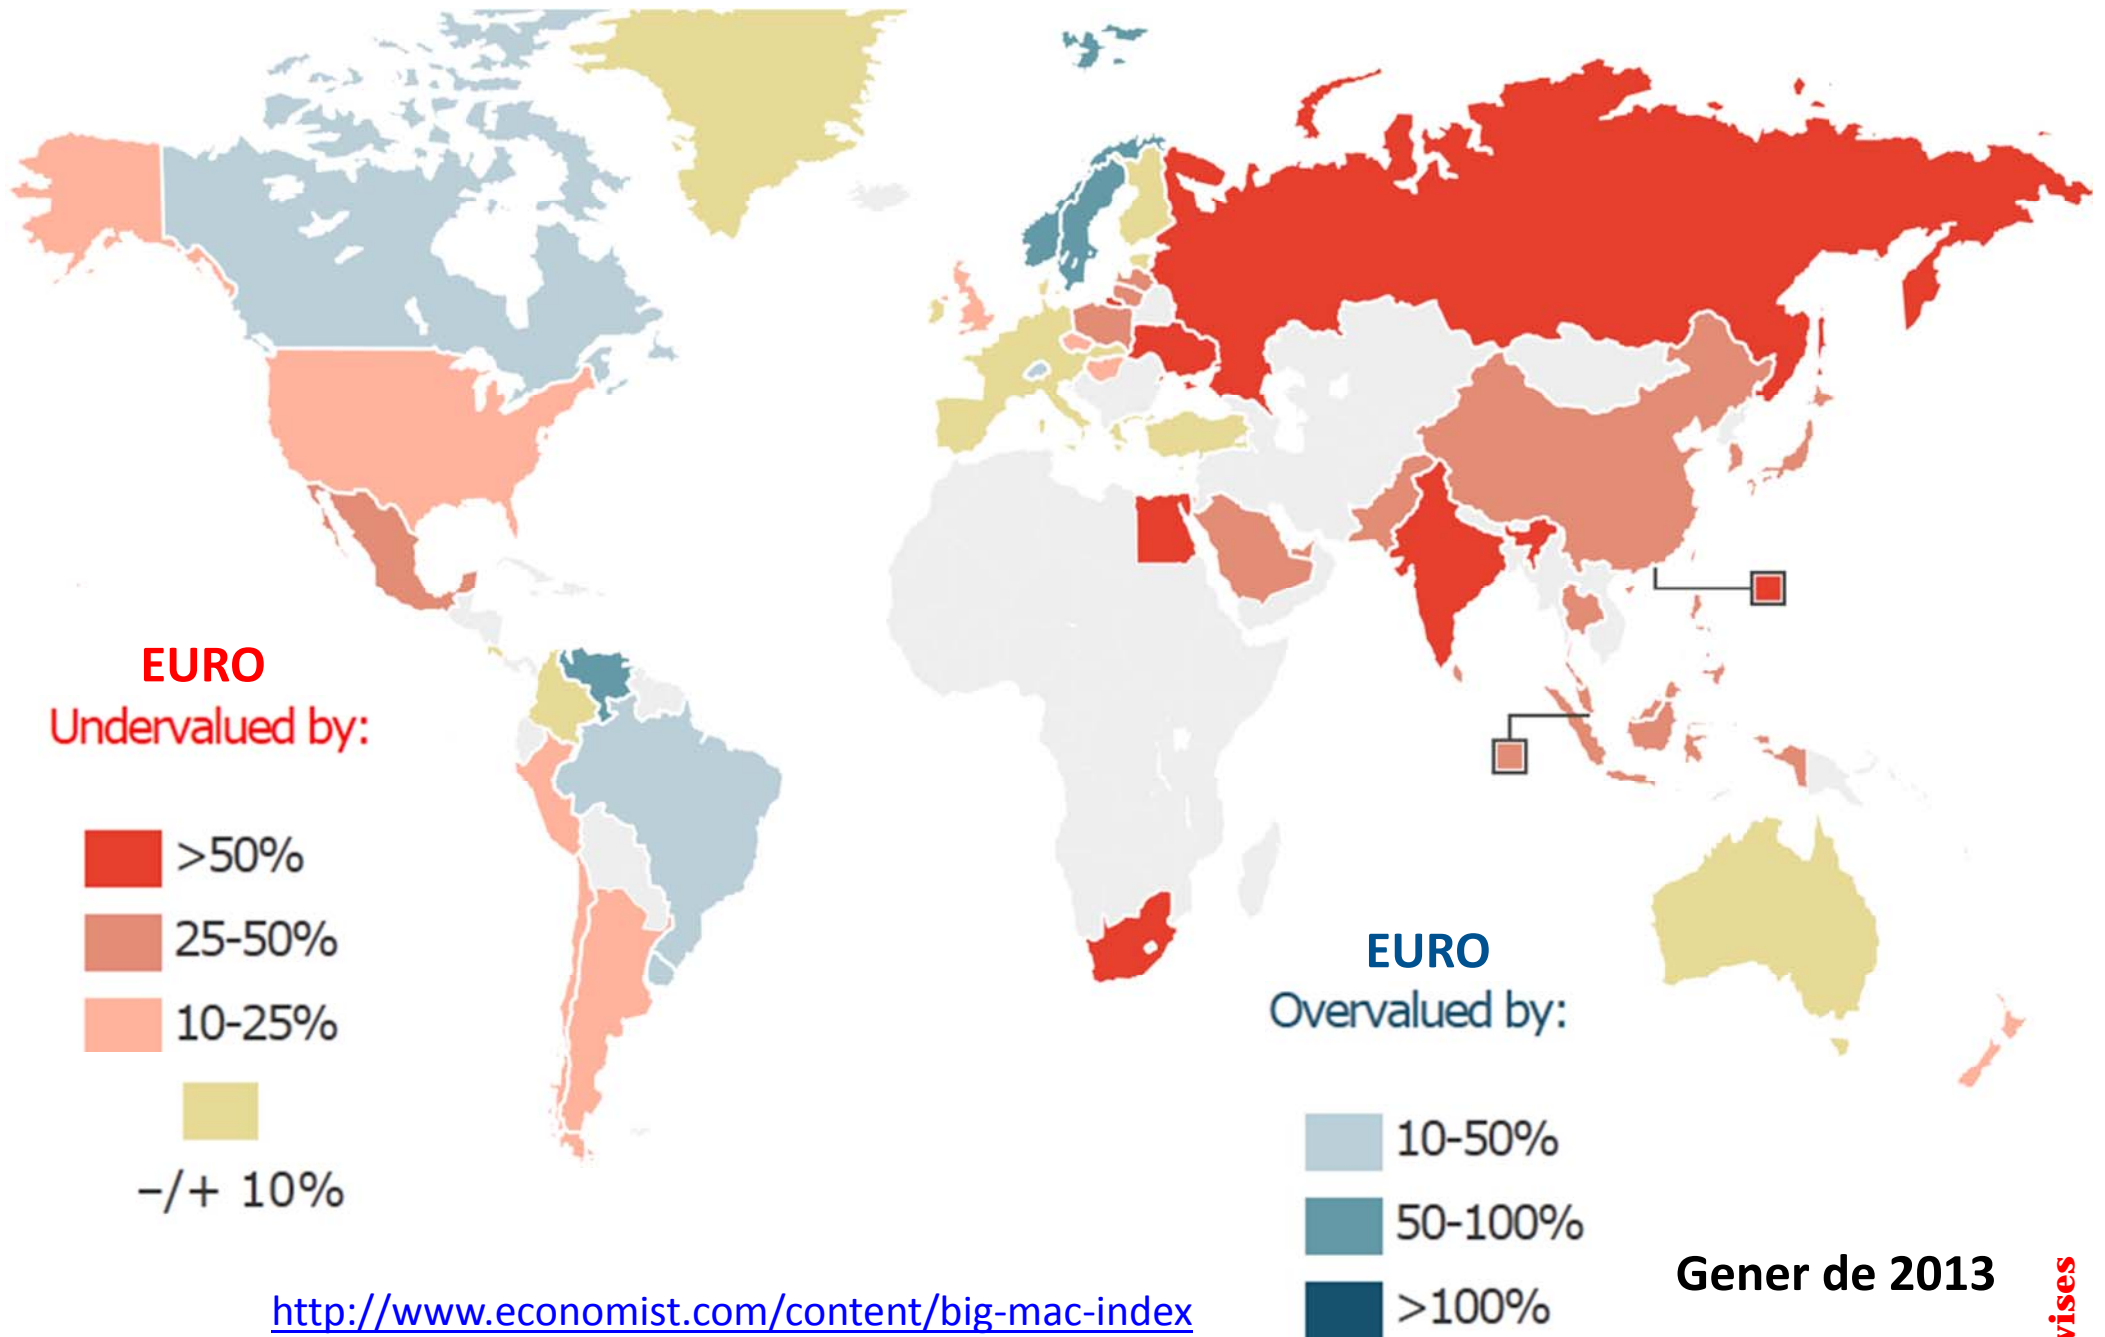 EURO
Undervalued by:
>50%
25-50%
10-25%
−/+ 10%
EURO
Overvalued by:
10-50%
50-100%
>100%
Gener de 2013
http://www.economist.com/content/big-mac-index